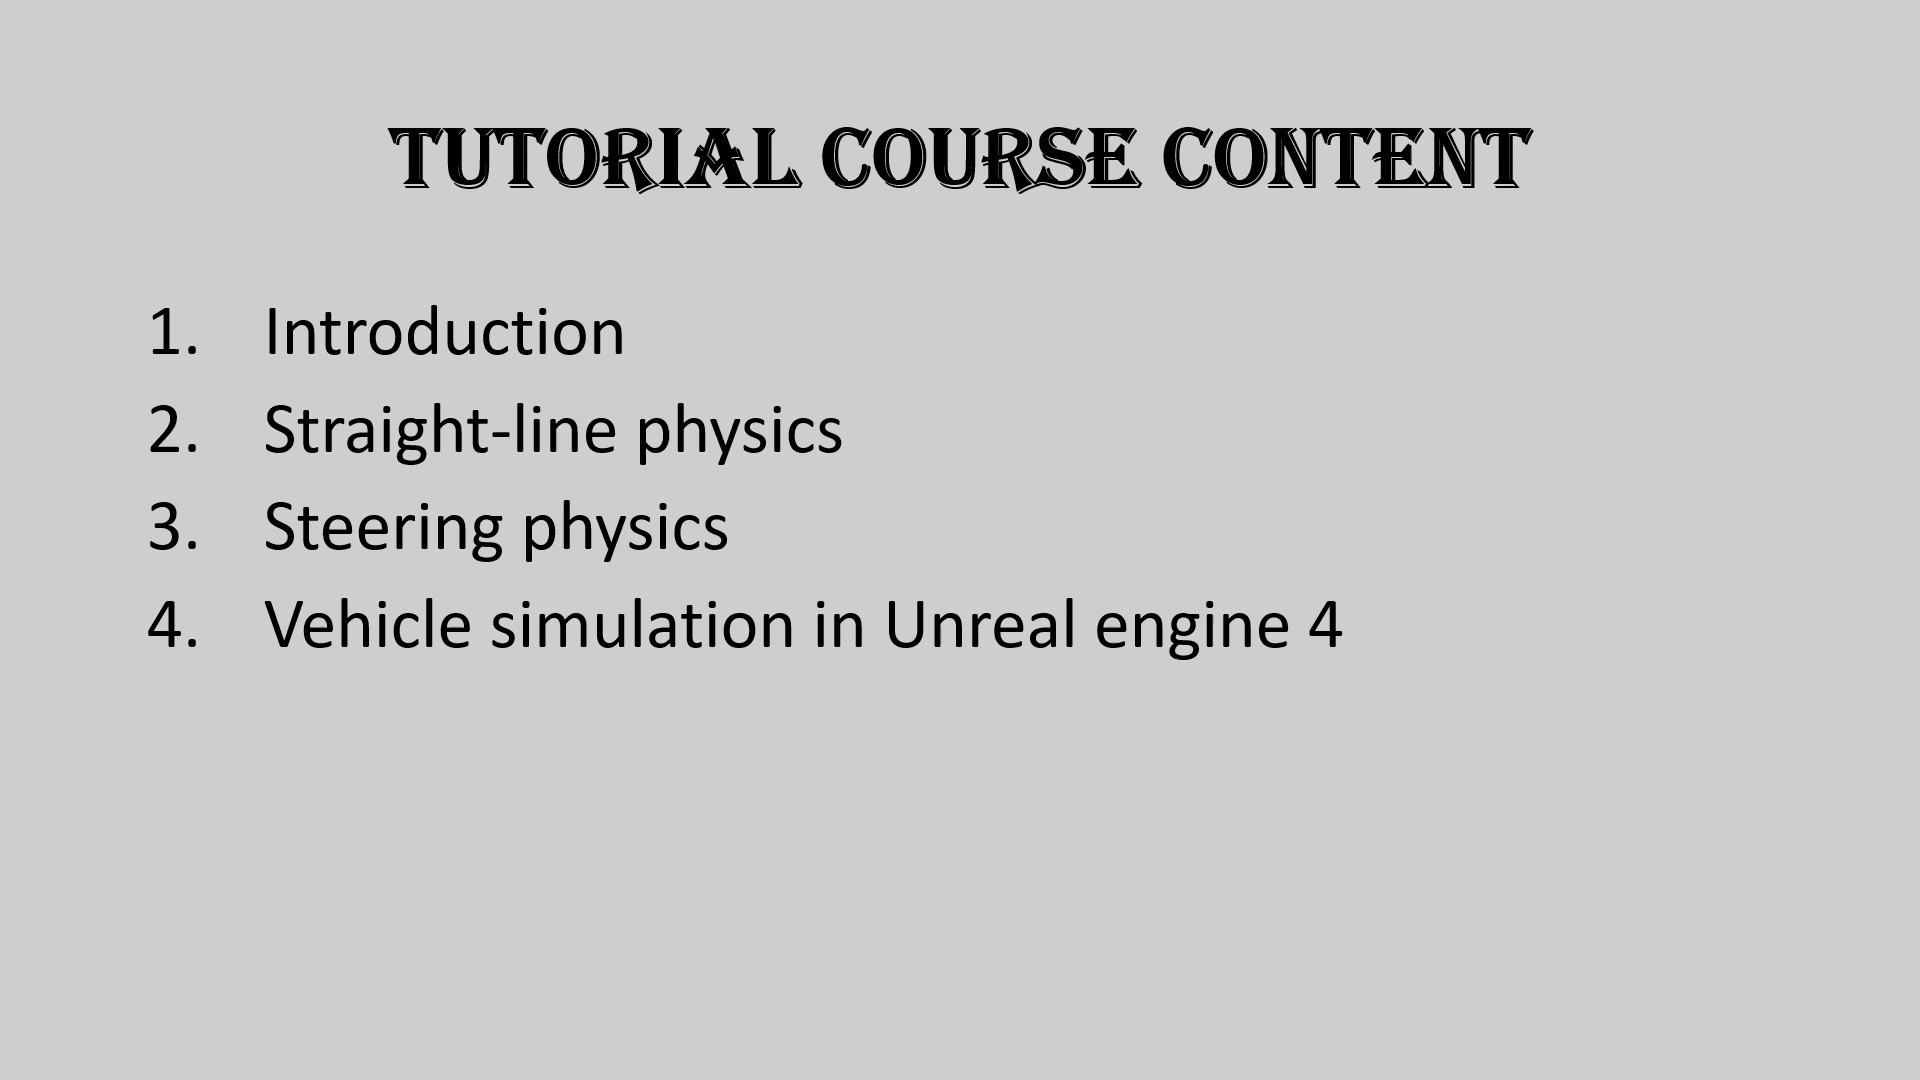 TUTORIAL COURSE CONTENT
1. Introduction
2. Straight-line physics
3. Steering physics
4. Vehicle simulation in Unreal engine 4